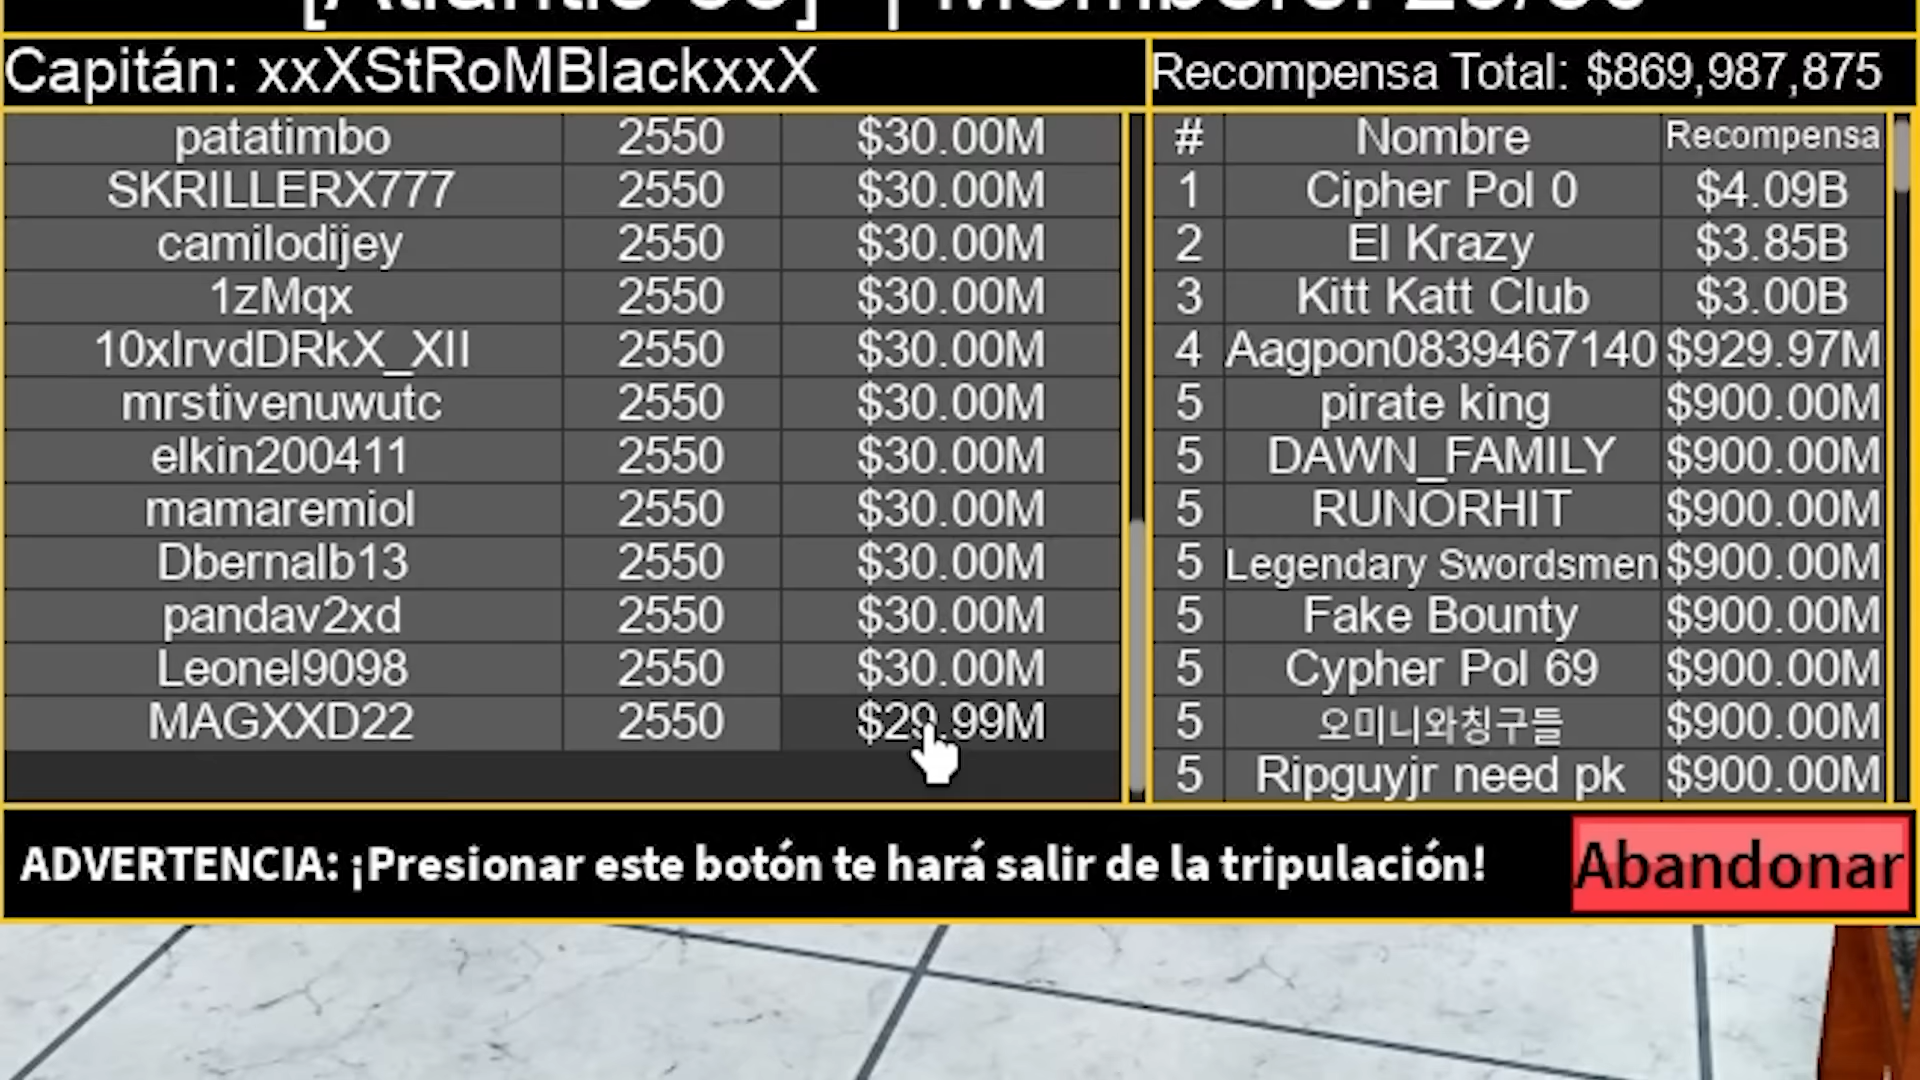 Capitán: xxXStRoMBlackxxX
Recompensa Total: $869,987,875
patatimbo 2550 $30.00M
SKRILLERX777 2550 $30.00M
camilodijey 2550 $30.00M
1zMqx 2550 $30.00M
10xlrvdDRkX_XII 2550 $30.00M
mrstivenuwutc 2550 $30.00M
elkin200411 2550 $30.00M
mamaremiol 2550 $30.00M
Dbernalb13 2550 $30.00M
pandav2xd 2550 $30.00M
Leonel9098 2550 $30.00M
MAGXXD22 2550 $29.99M
# Nombre Recompensa
1 Cipher Pol 0 $4.09B
2 El Krazy $3.85B
3 Kitt Katt Club $3.00B
4 Aagpon0839467140 $929.97M
5 pirate king $900.00M
5 DAWN_FAMILY $900.00M
5 RUNORHIT $900.00M
5 Legendary Swordsmen $900.00M
5 Fake Bounty $900.00M
5 Cypher Pol 69 $900.00M
5 오미니와칭구들 $900.00M
5 Ripguyjr need pk $900.00M
ADVERTENCIA: ¡Presionar este botón te hará salir de la tripulación!
Abandonar